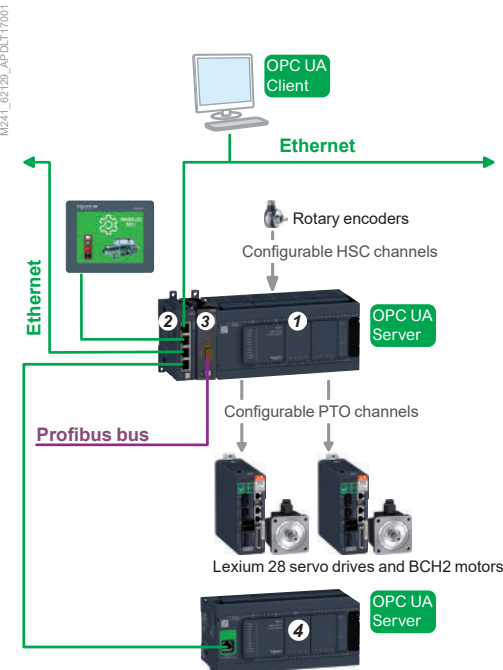 M241_62129_APDLT17001
OPC UA
Client
Ethernet
Rotary encoders
Configurable HSC channels
Ethernet
2
3
1
OPC UA
Server
Configurable PTO channels
Profibus bus
Lexium 28 servo drives and BCH2 motors
4
OPC UA
Server